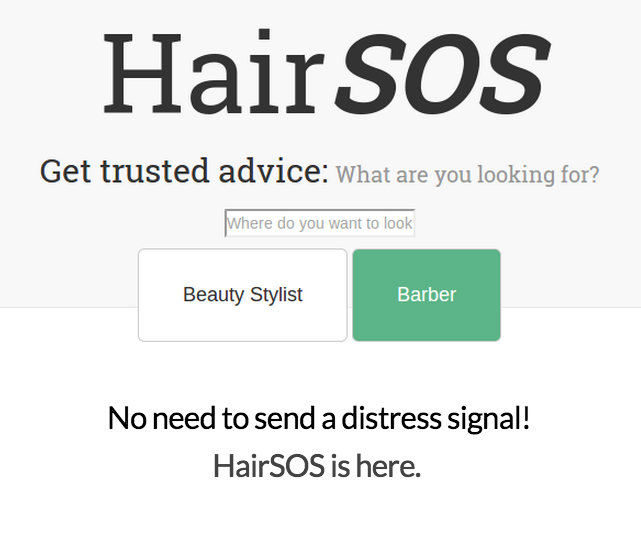 HairSOS
Get trusted advice: What are you looking for?
Where do you want to look
Beauty Stylist
Barber
No need to send a distress signal!
HairSOS is here.